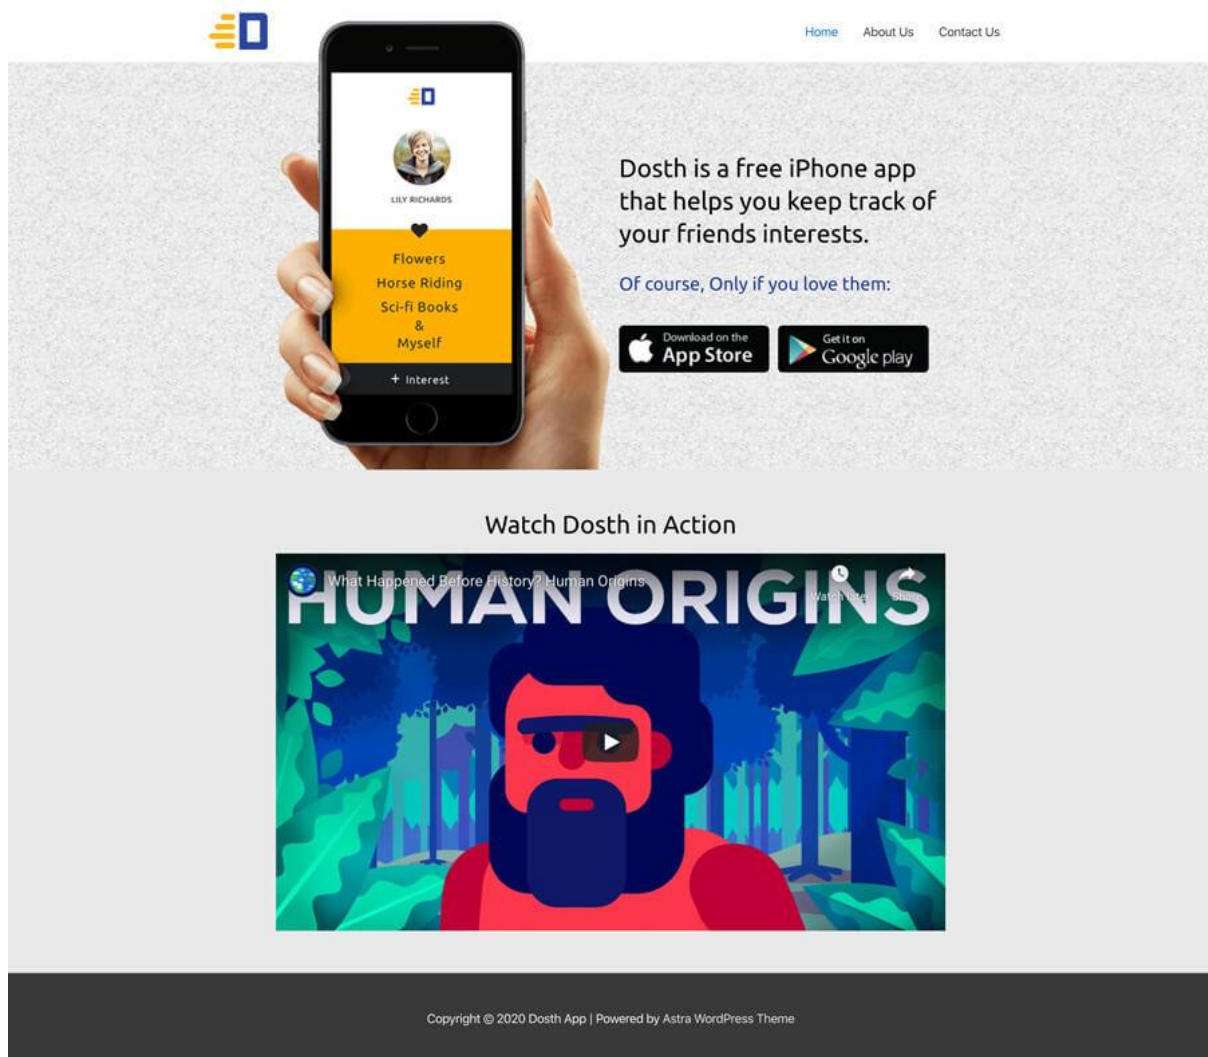 D
Home About Us Contact Us
D
LILY RICHARDS
Flowers
Horse Riding
Sci-fi Books
&
Myself
+ Interest
Dosth is a free iPhone app
that helps you keep track of
your friends interests.
Of course, Only if you love them:
Download on the
App Store
Get it on
Google play
Watch Dosth in Action
What Happened Before History? Human Origins
Watch later Share
HUMAN ORIGINS
Copyright © 2020 Dosth App | Powered by Astra WordPress Theme